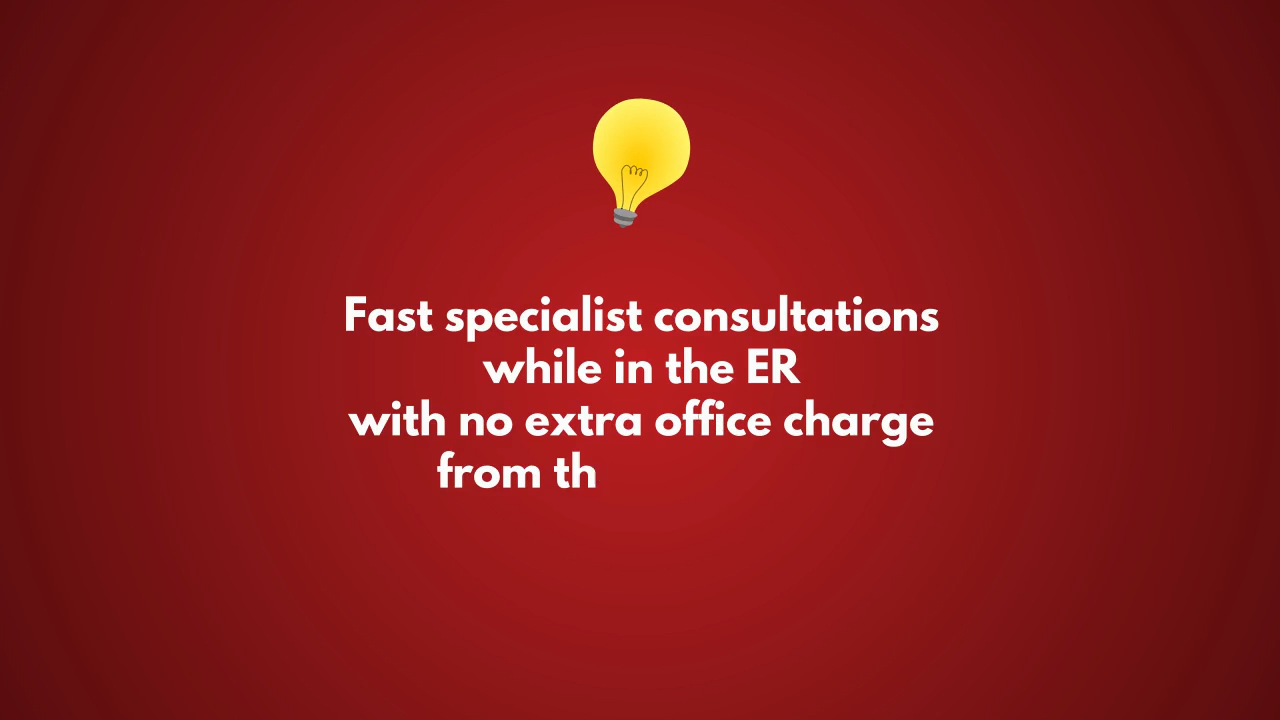 Fast specialist consultations
while in the ER
with no extra office charge
from th